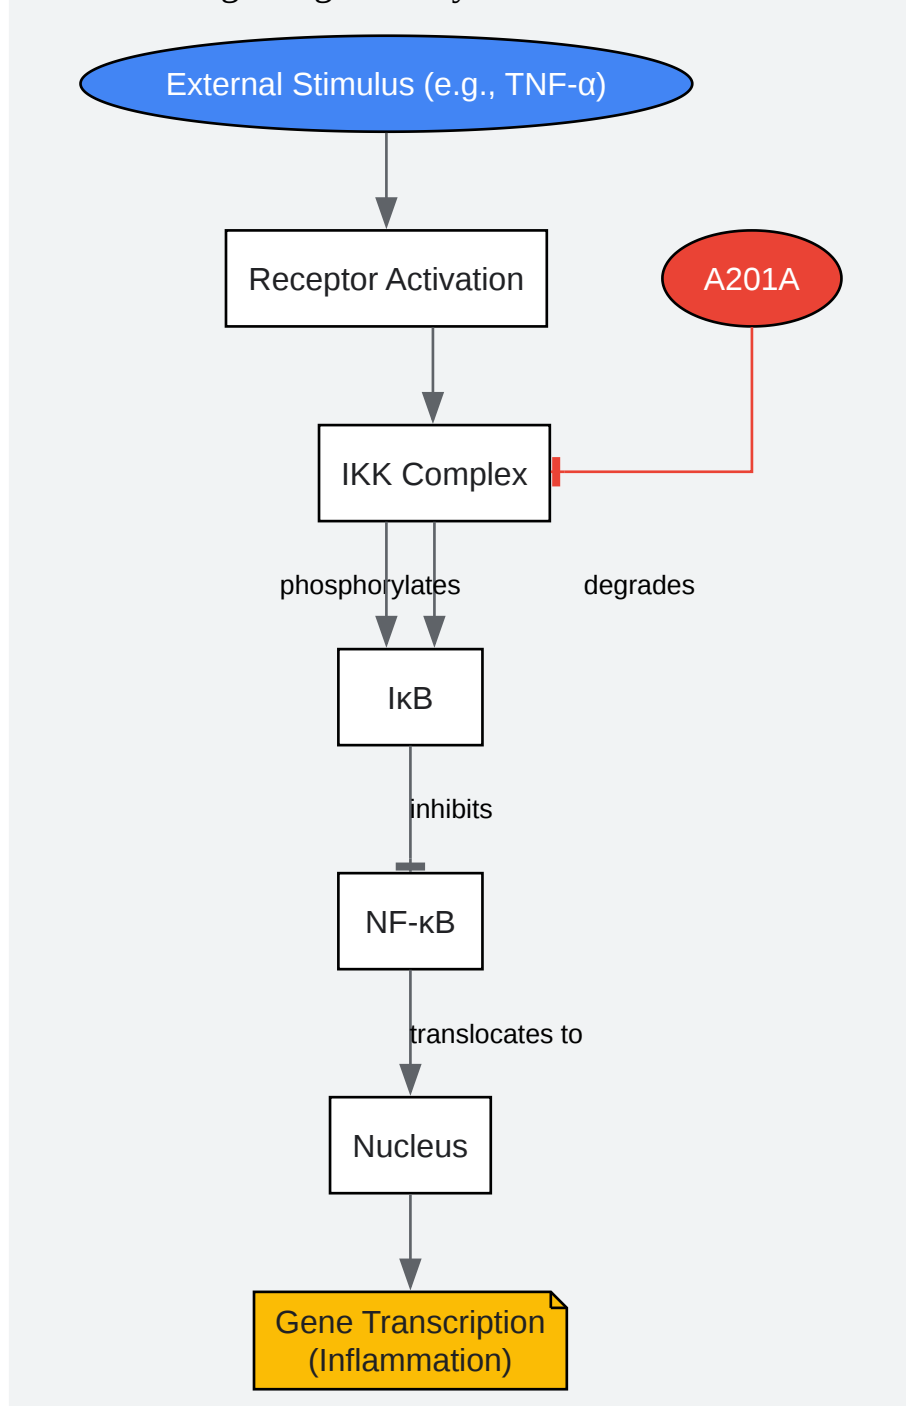 External Stimulus (e.g., TNF-α)
Receptor Activation
A201A
IKK Complex
phosphorylates
degrades
IκB
inhibits
NF-κB
translocates to
Nucleus
Gene Transcription
(Inflammation)